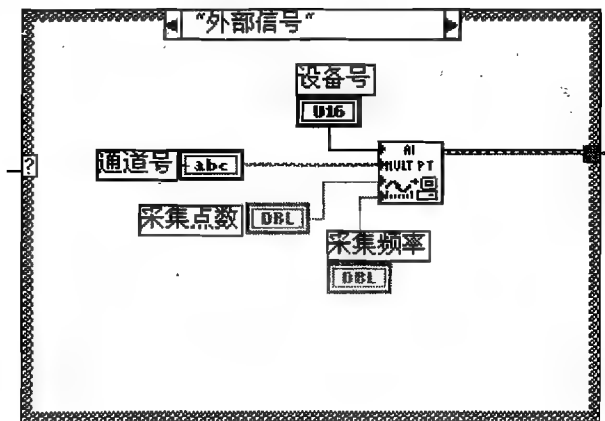 "外部信号"
设备号
U16
AI
MULT PT
通道号
abc
采集点数
DBL
采集频率
DBL
?